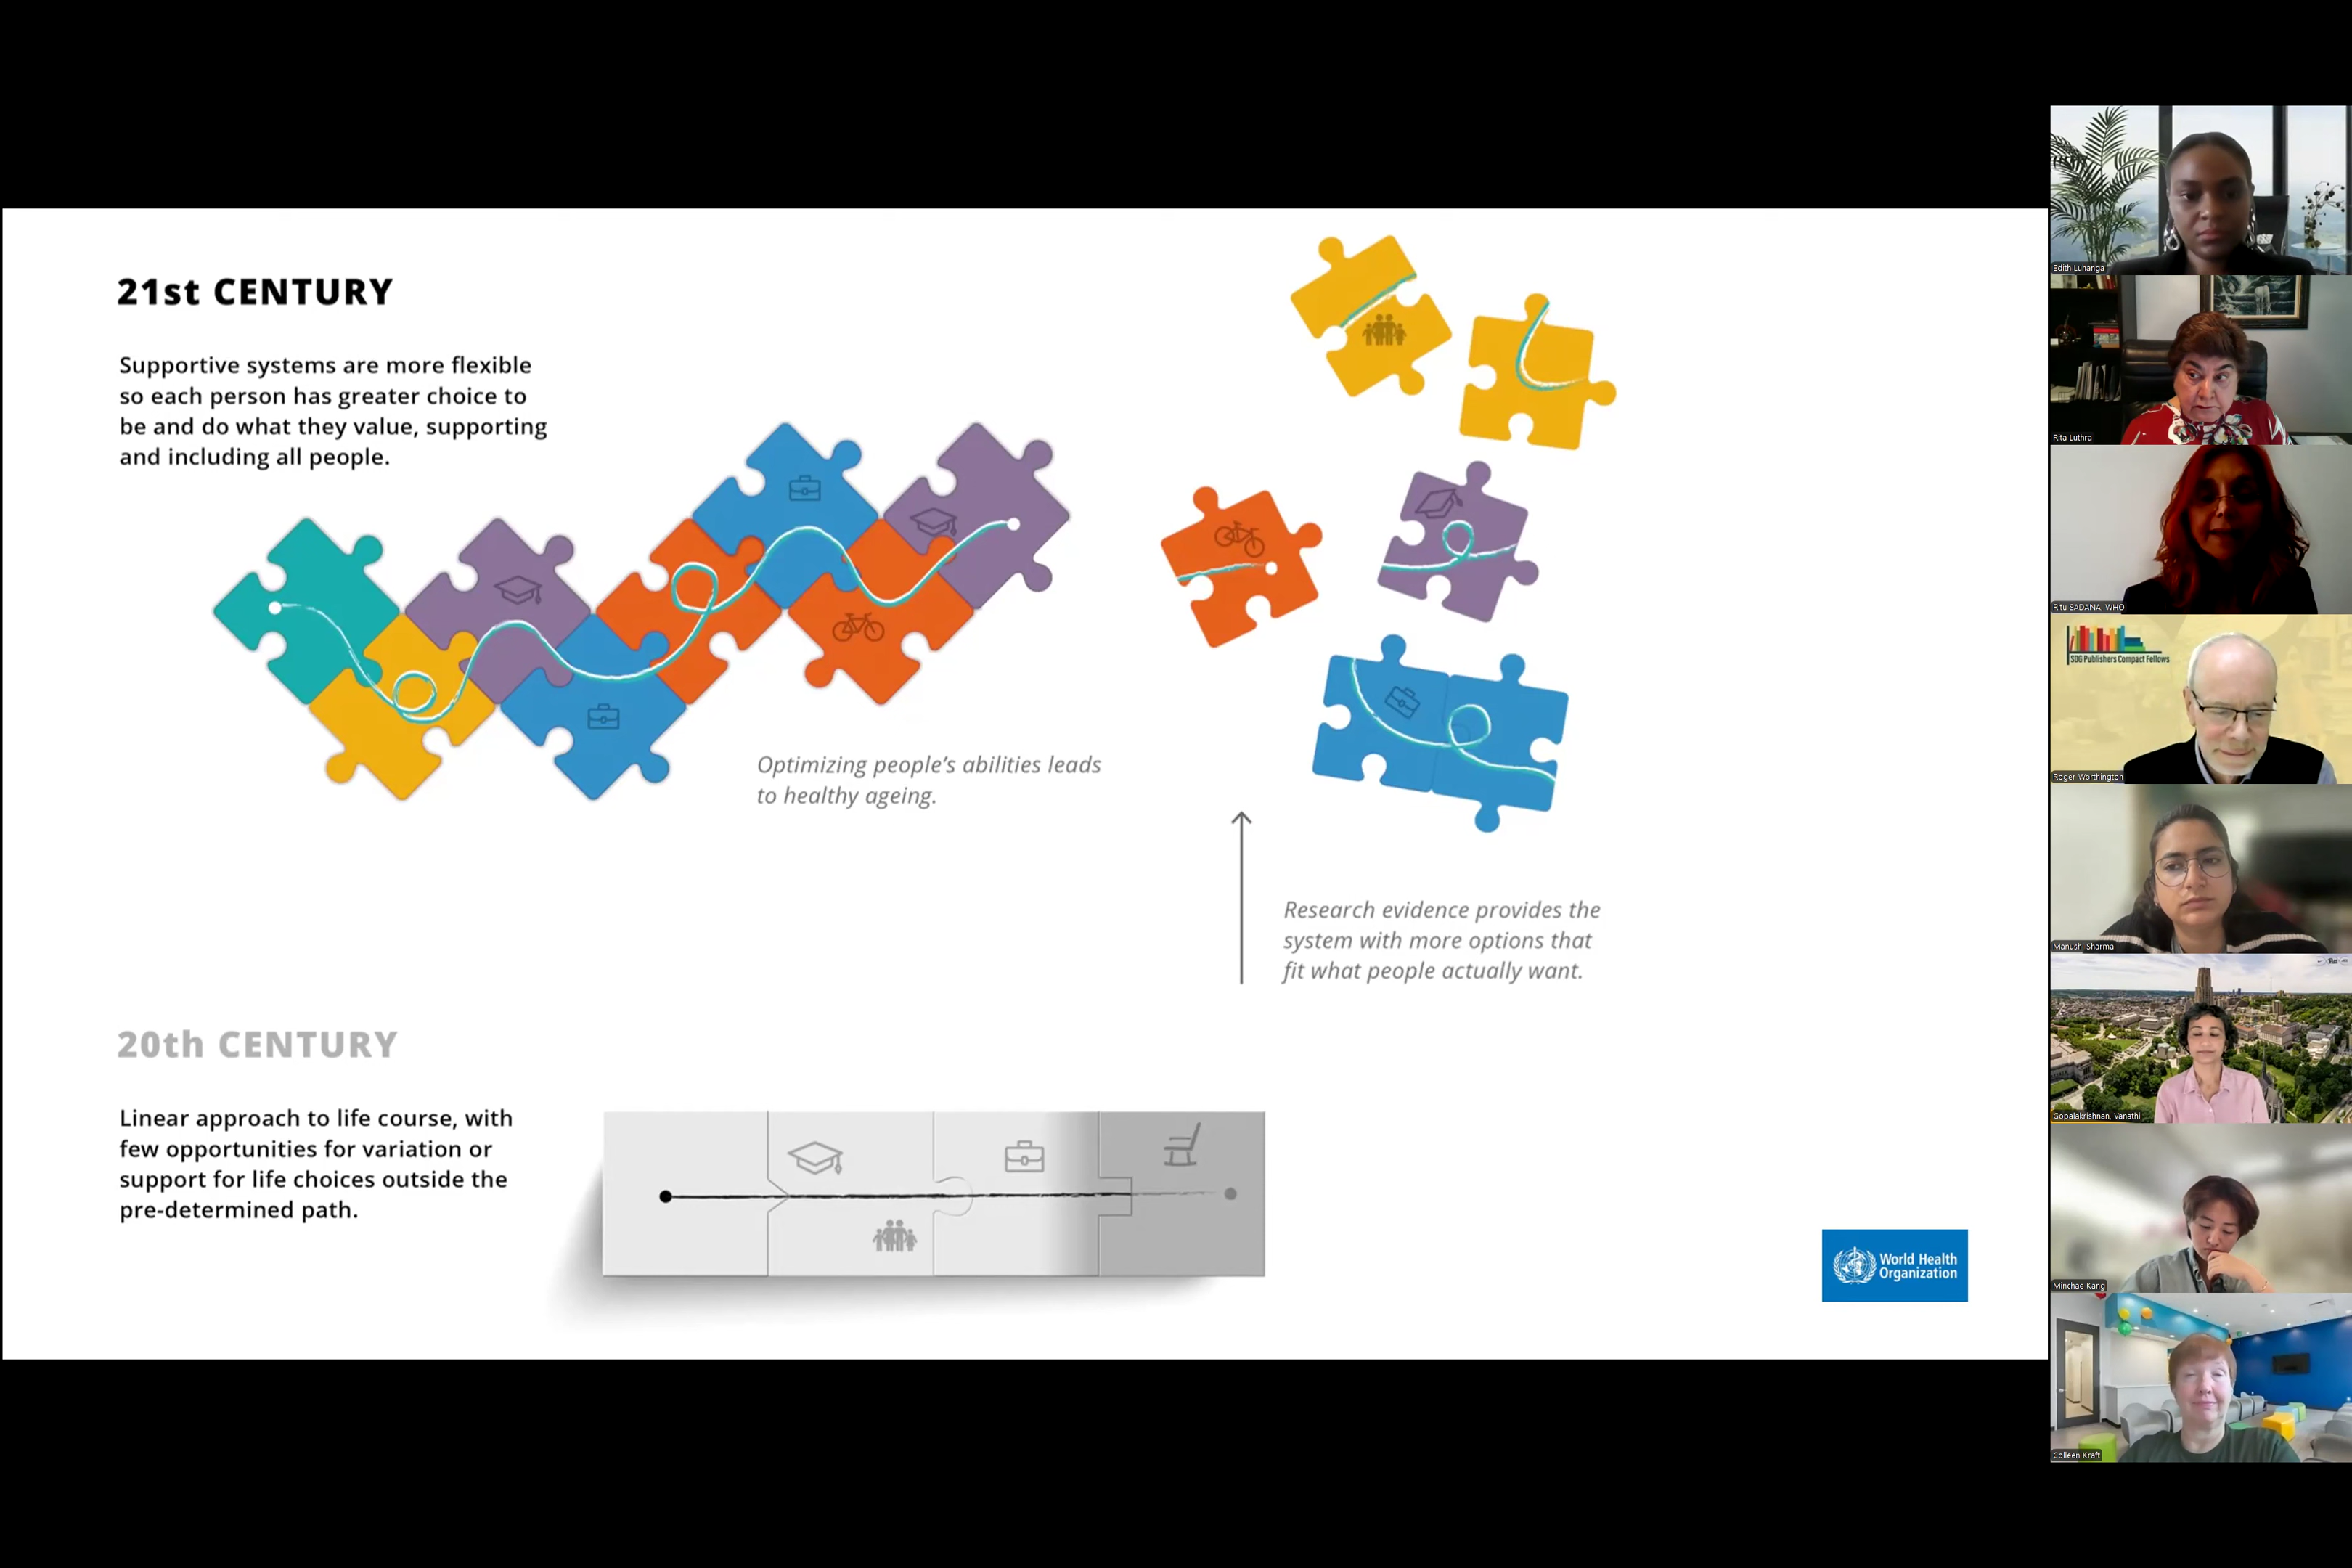 21st CENTURY
Supportive systems are more flexible
so each person has greater choice to
be and do what they value, supporting
and including all people.
Optimizing people's abilities leads
to healthy ageing.
Research evidence provides the
system with more options that
fit what people actually want.
20th CENTURY
Linear approach to life course, with
few opportunities for variation or
support for life choices outside the
pre-determined path.
World Health
Organization
Edith Luhanga
Rita Luthra
Ritu SADANA, WHO
SDG Publishers Compact Fellows
Roger Worthington
Manushi Sharma
Gopalakrishnan, Vanathi
Minchae Kang
Colleen Kraft